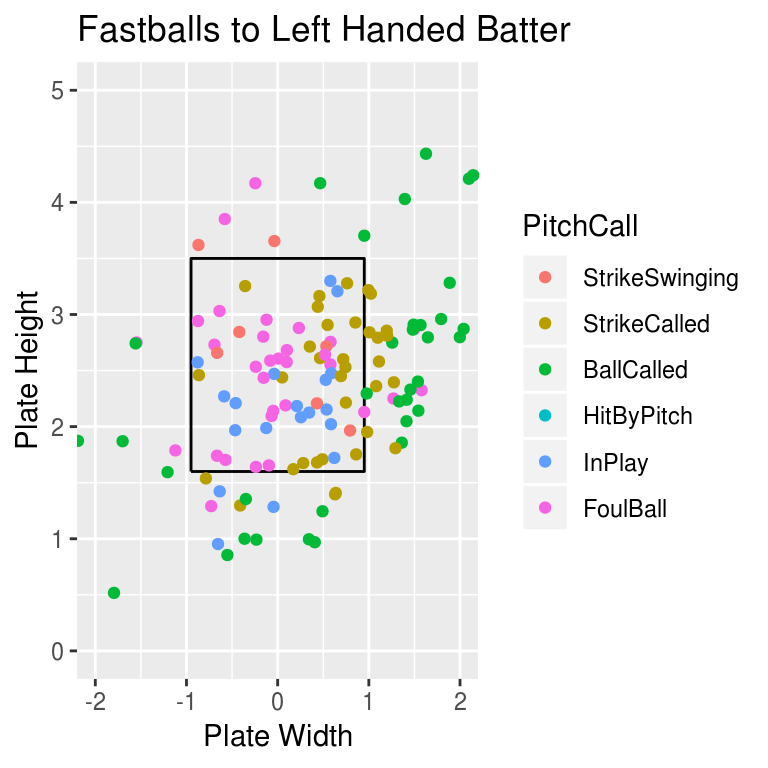 Fastballs to Left Handed Batter
5
4
3
2
1
0
Plate Height
-2 -1 0 1 2
Plate Width
PitchCall
StrikeSwinging
StrikeCalled
BallCalled
HitByPitch
InPlay
FoulBall